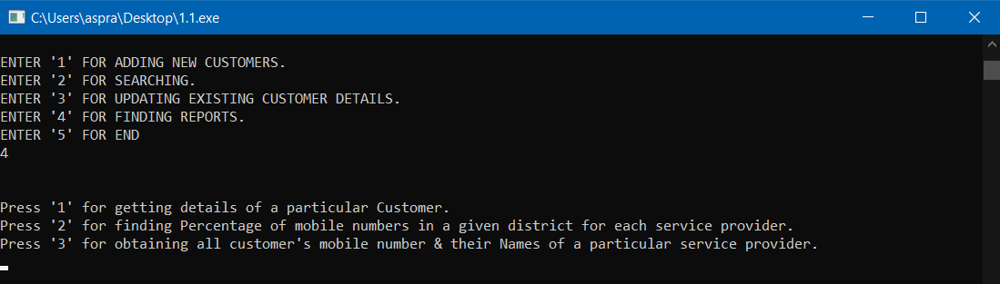 C:\Users\aspra\Desktop\1.1.exe
ENTER '1' FOR ADDING NEW CUSTOMERS.
ENTER '2' FOR SEARCHING.
ENTER '3' FOR UPDATING EXISTING CUSTOMER DETAILS.
ENTER '4' FOR FINDING REPORTS.
ENTER '5' FOR END
4
Press '1' for getting details of a particular Customer.
Press '2' for finding Percentage of mobile numbers in a given district for each service provider.
Press '3' for obtaining all customer's mobile number & their Names of a particular service provider.